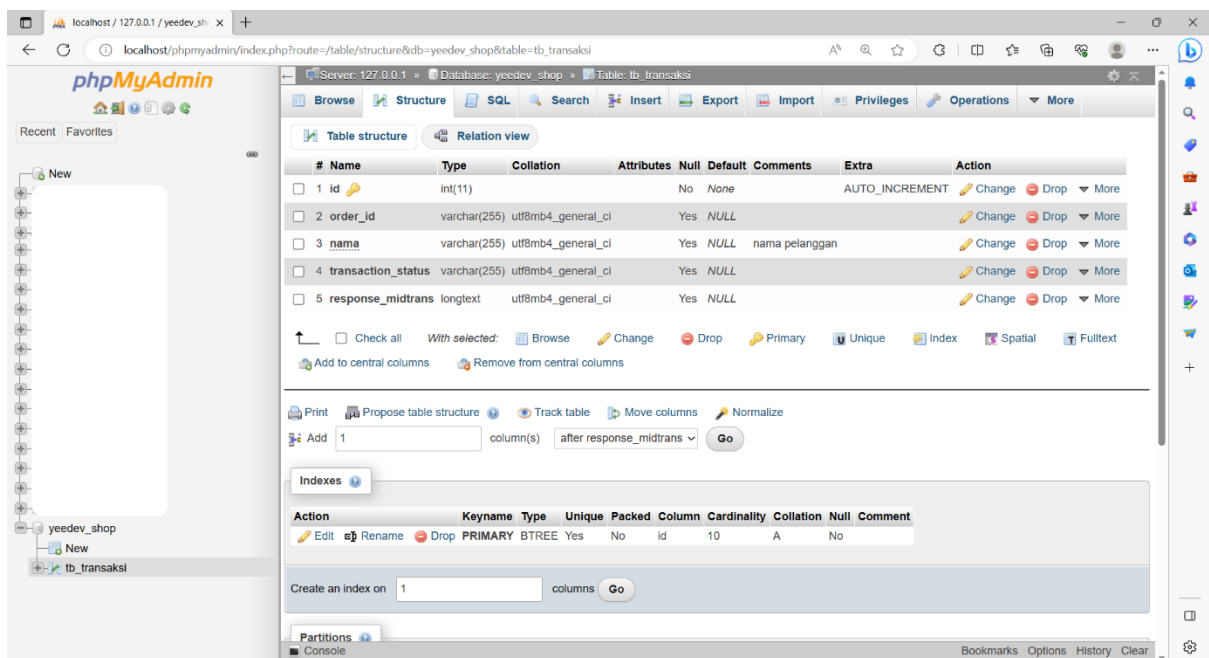 localhost / 127.0.0.1 / yeedev_sh
localhost/phpmyadmin/index.php?route=/table/structure&db=yeedev_shop&table=tb_transaksi
phpMyAdmin
Recent Favorites
New
yeedev_shop
New
tb_transaksi
Server: 127.0.0.1 » Database: yeedev_shop » Table: tb_transaksi
Browse Structure SQL Search Insert Export Import Privileges Operations More
Table structure Relation view
# Name Type Collation Attributes Null Default Comments Extra Action
1 id int(11) No None AUTO_INCREMENT Change Drop More
2 order_id varchar(255) utf8mb4_general_ci Yes NULL Change Drop More
3 nama varchar(255) utf8mb4_general_ci Yes NULL nama pelanggan Change Drop More
4 transaction_status varchar(255) utf8mb4_general_ci Yes NULL Change Drop More
5 response_midtrans longtext utf8mb4_general_ci Yes NULL Change Drop More
Check all With selected: Browse Change Drop Primary Unique Index Spatial Fulltext
Add to central columns Remove from central columns
Print Propose table structure Track table Move columns Normalize
Add 1 column(s) after response_midtrans Go
Indexes
Action Keyname Type Unique Packed Column Cardinality Collation Null Comment
Edit Rename Drop PRIMARY BTREE Yes No id 10 A No
Create an index on 1 columns Go
Partitions
Console Bookmarks Options History Clear